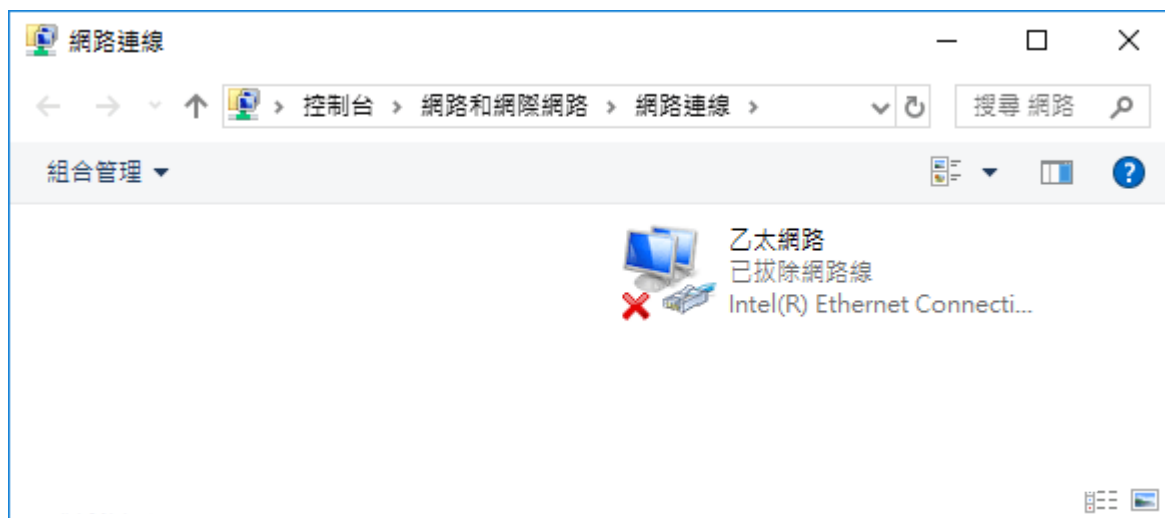 網路連線
控制台 > 網路和網際網路 > 網路連線 >
搜尋 網路
組合管理
乙太網路
已拔除網路線
Intel(R) Ethernet Connecti...